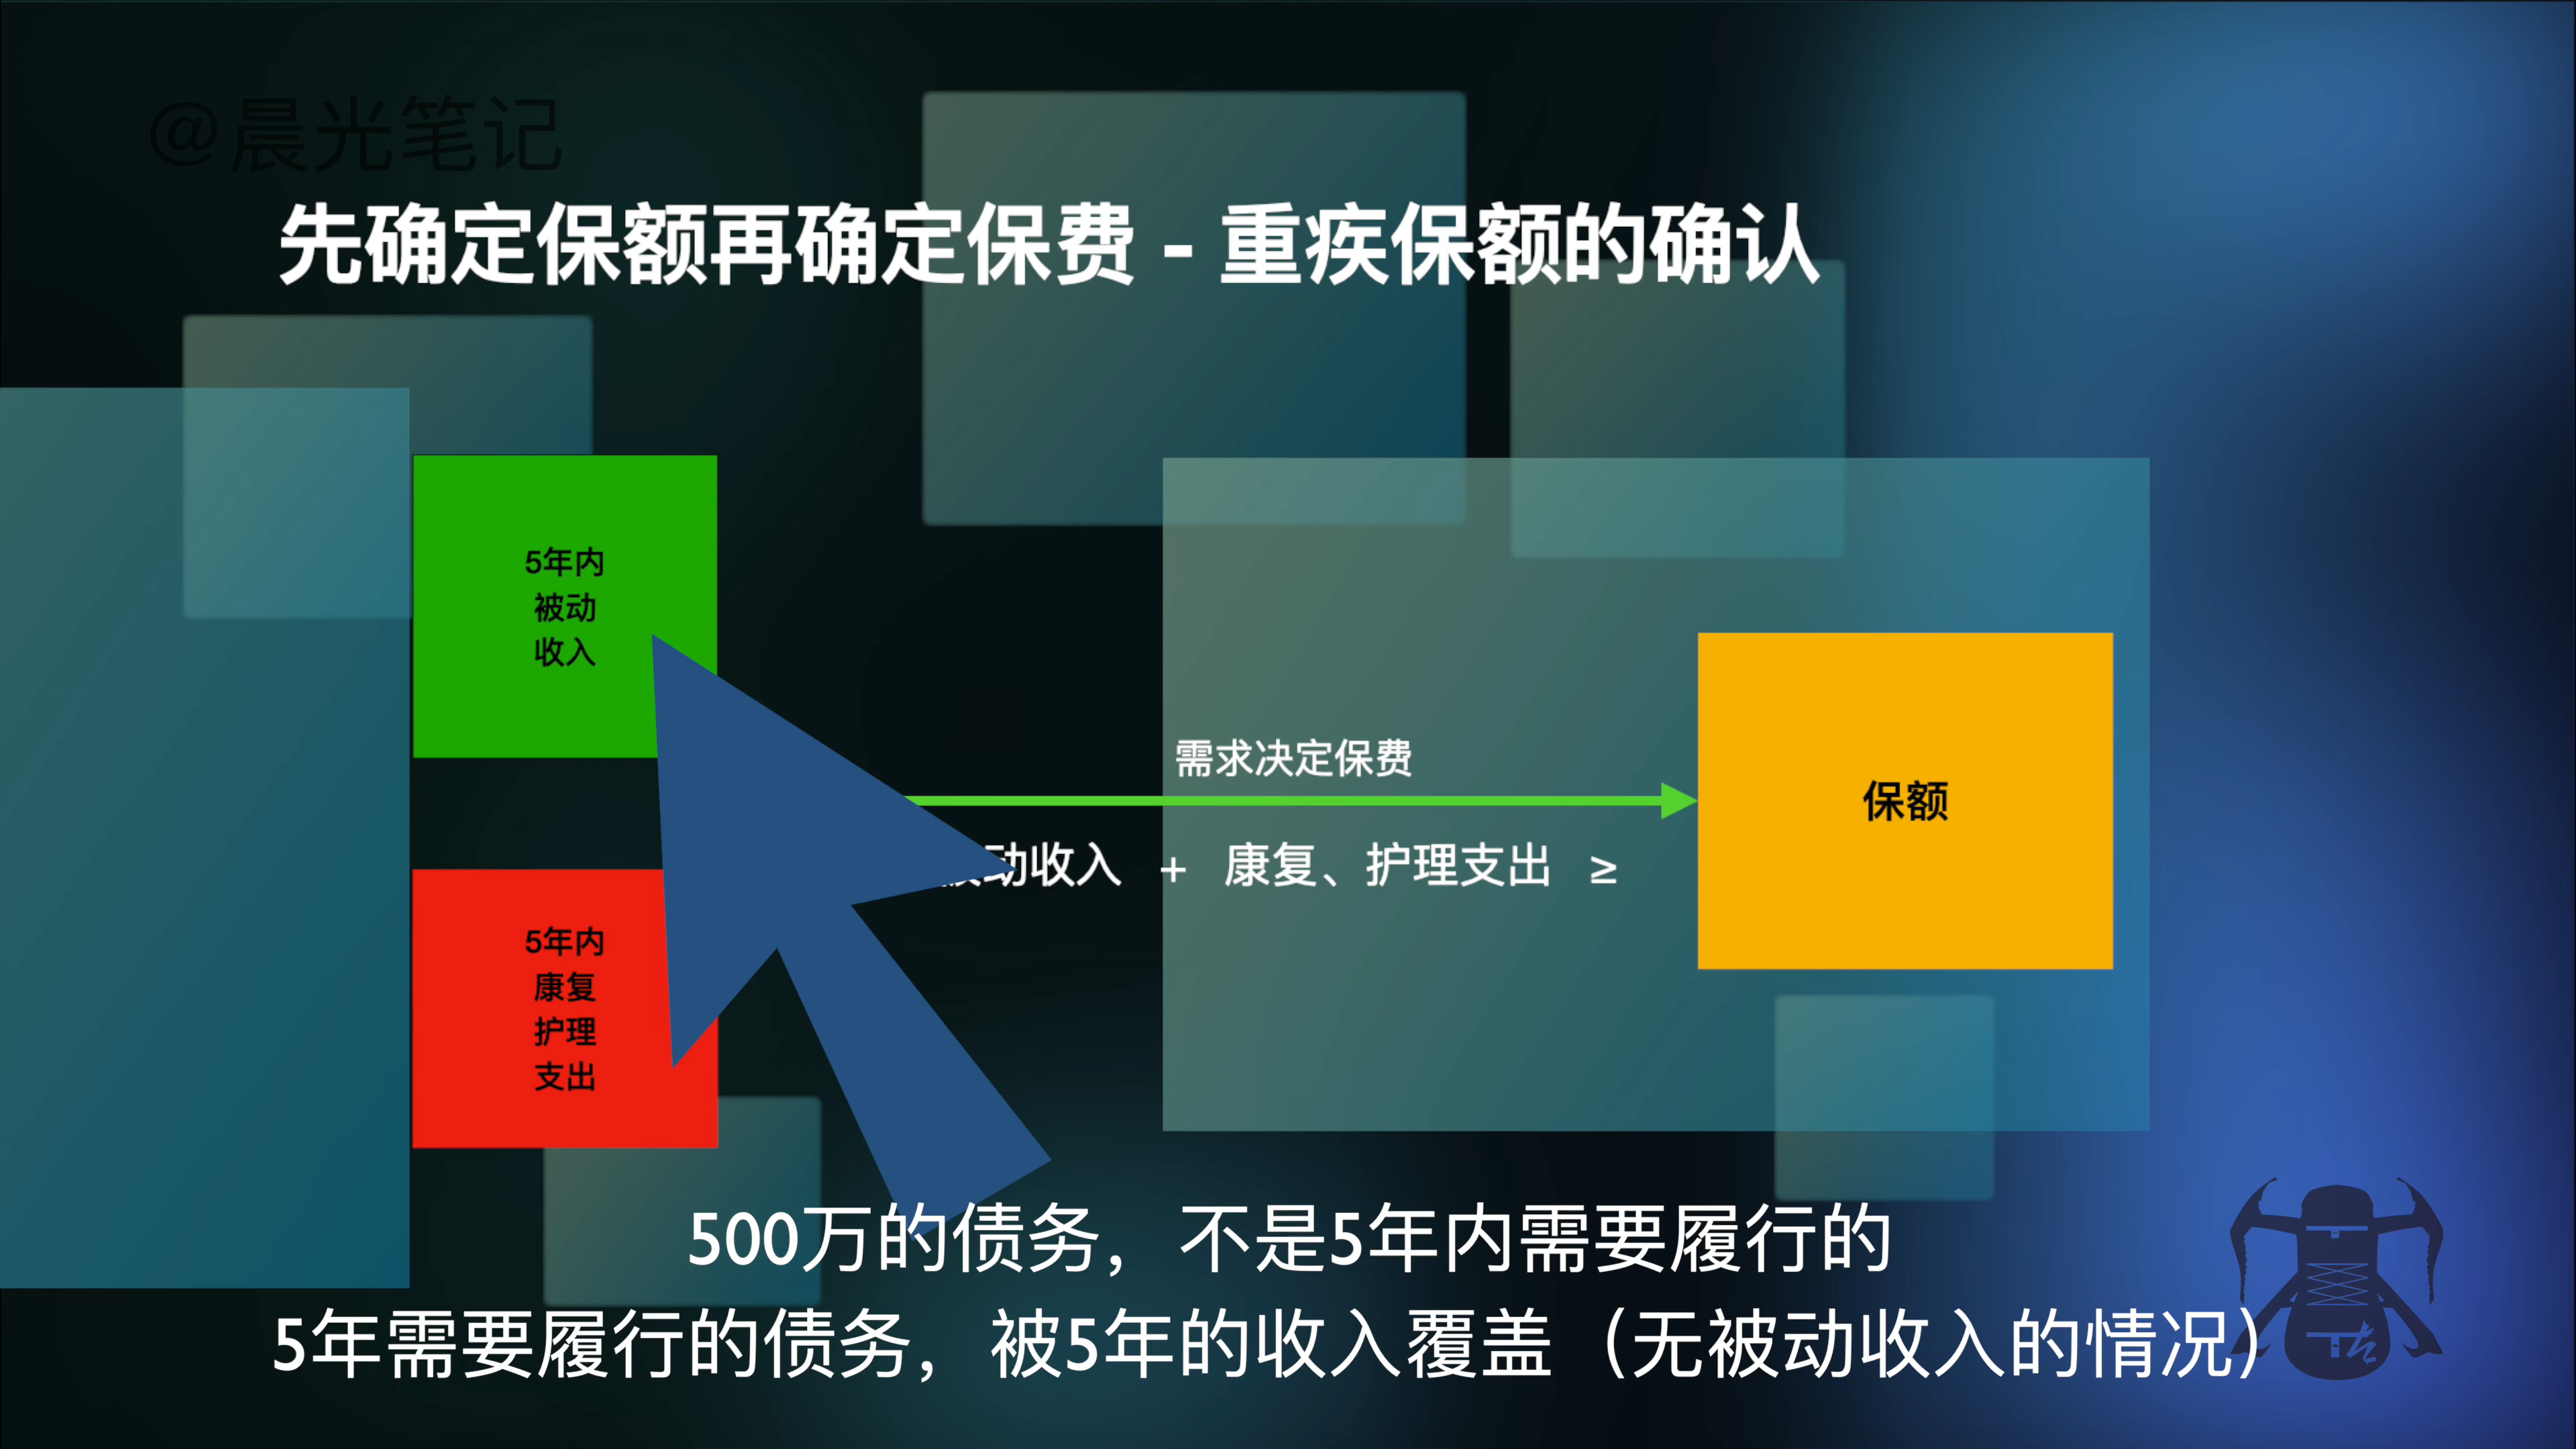 @晨光笔记
先确定保额再确定保费 - 重疾保额的确认
5年内
被动
收入
需求决定保费
动收入 + 康复、护理支出 ≥
保额
5年内
康复
护理
支出
500万的债务，不是5年内需要履行的
5年需要履行的债务，被5年的收入覆盖（无被动收入的情况）